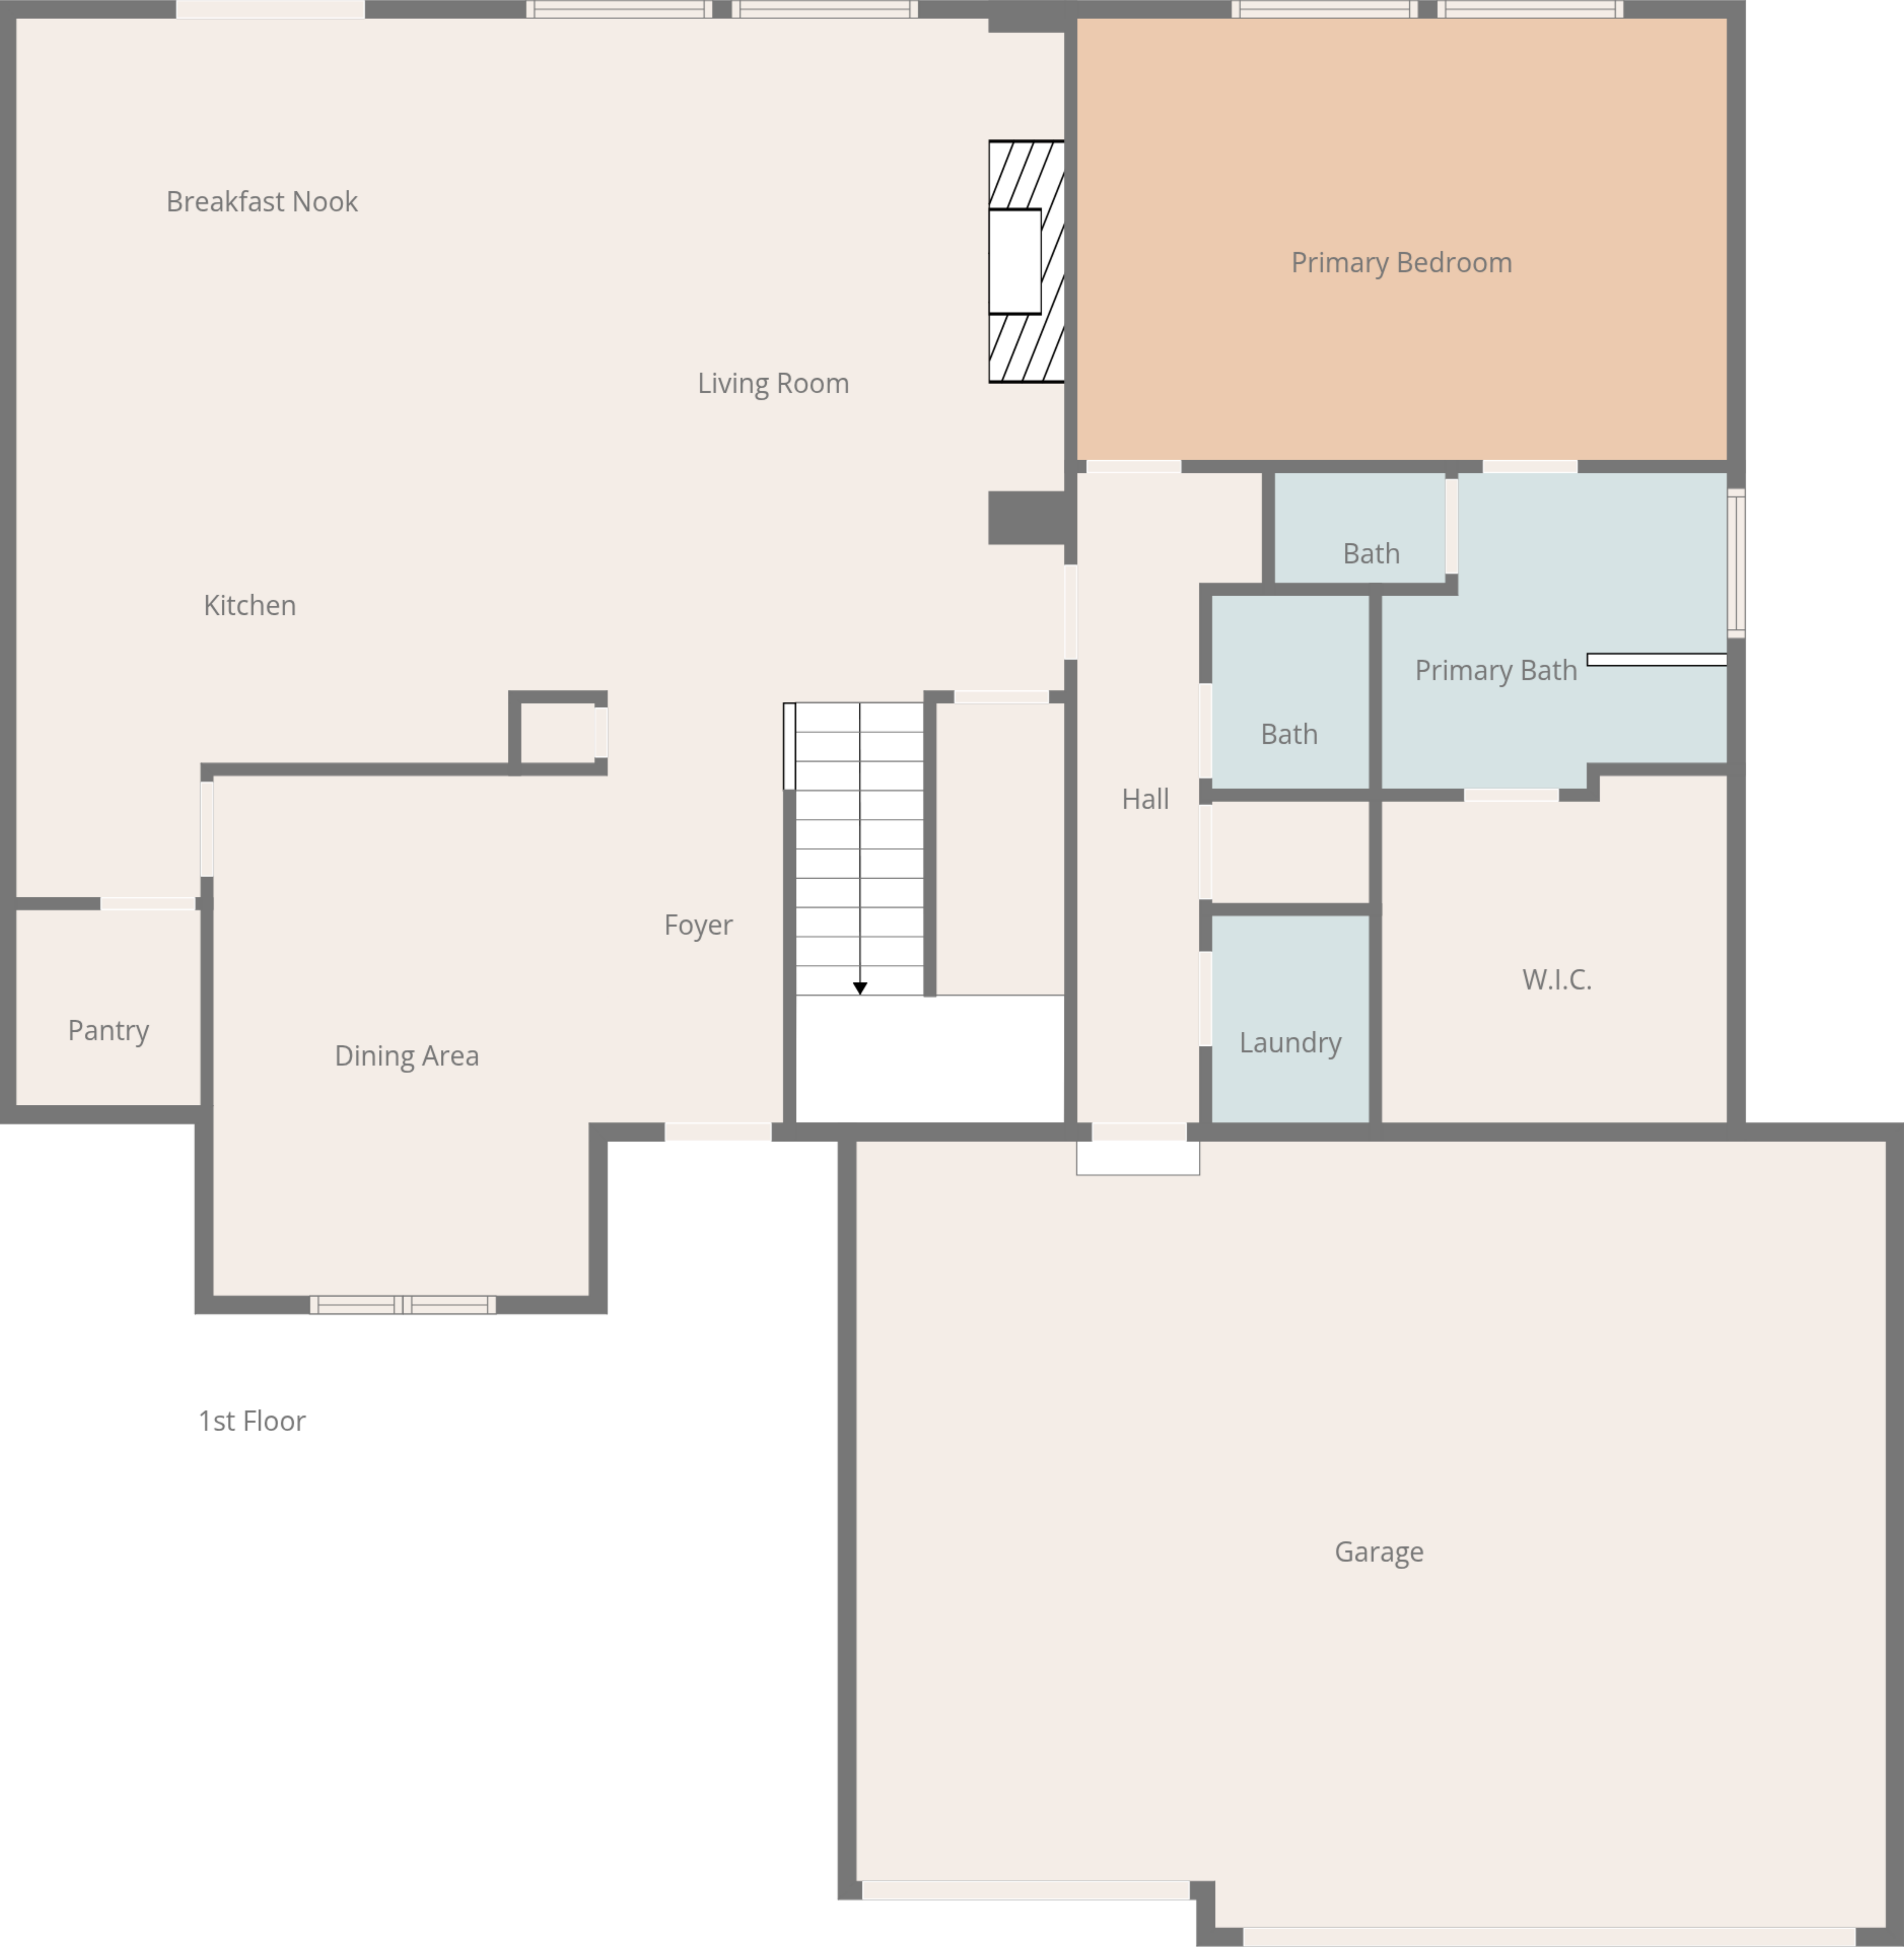 Breakfast Nook
Primary Bedroom
Living Room
Bath
Kitchen
Primary Bath
Bath
Hall
Foyer
W.I.C.
Pantry
Laundry
Dining Area
1st Floor
Garage